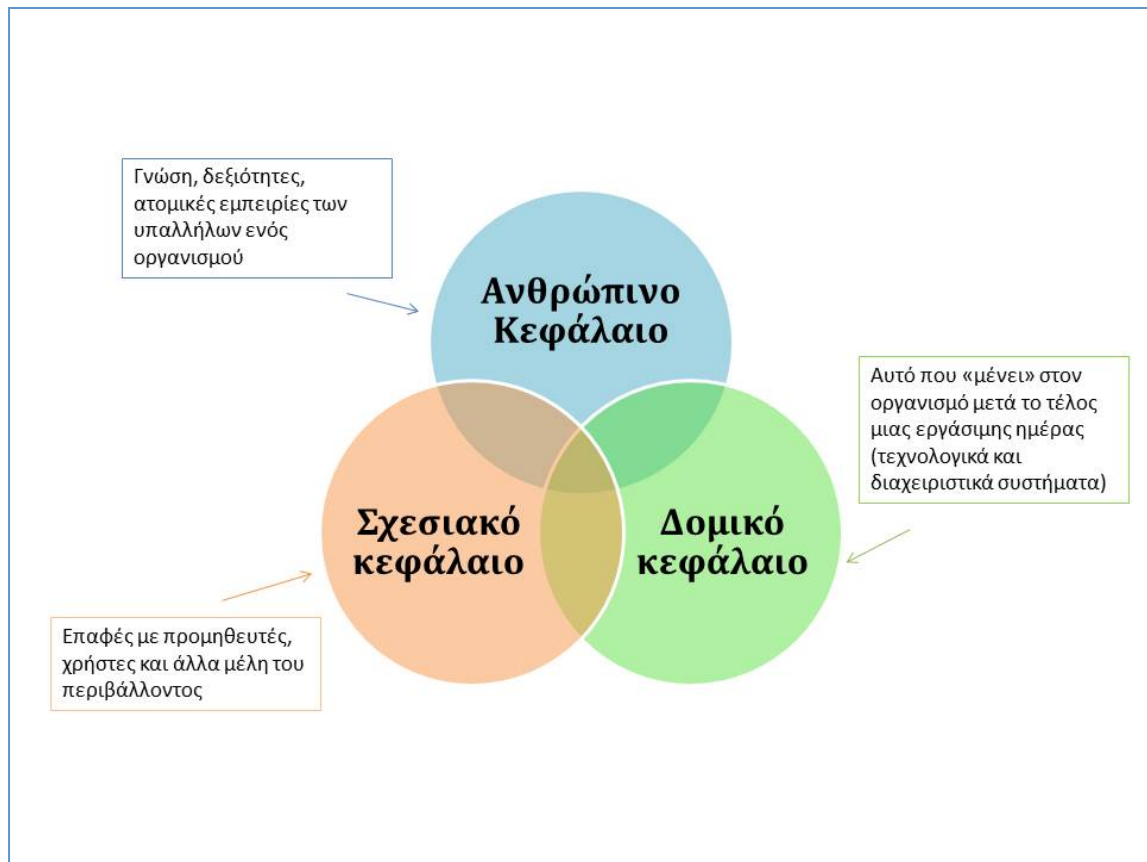 Γνώση, δεξιότητες,
ατομικές εμπειρίες των
υπαλλήλων ενός
οργανισμού
Ανθρώπινο
Κεφάλαιο
Αυτό που «μένει» στον
οργανισμό μετά το τέλος
μιας εργάσιμης ημέρας
(τεχνολογικά και
διαχειριστικά συστήματα)
Σχεσιακό
κεφάλαιο
Δομικό
κεφάλαιο
Επαφές με προμηθευτές,
χρήστες και άλλα μέλη του
περιβάλλοντος